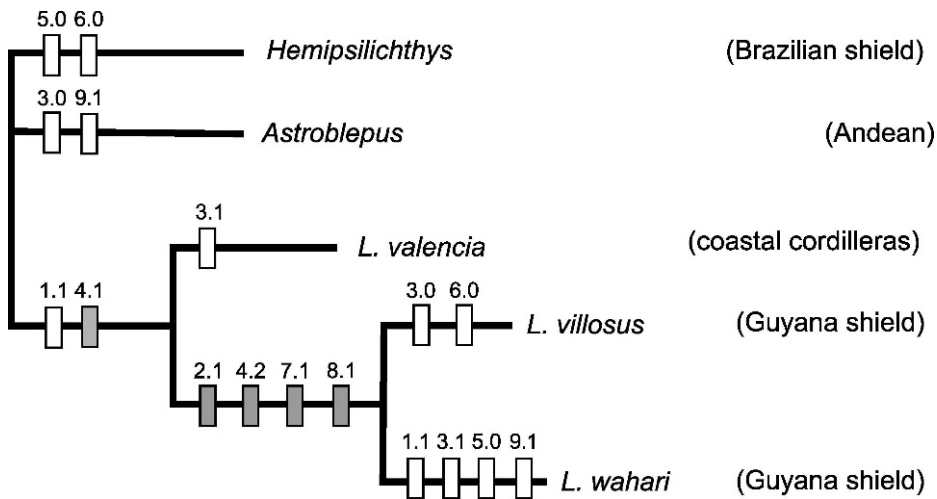 5.0 6.0
Hemipsilichthys (Brazilian shield)
3.0 9.1
Astroblepus (Andean)
3.1
L. valencia (coastal cordilleras)
1.1 4.1
3.0 6.0
L. villosus (Guyana shield)
2.1 4.2 7.1 8.1
1.1 3.1 5.0 9.1
L. wahari (Guyana shield)